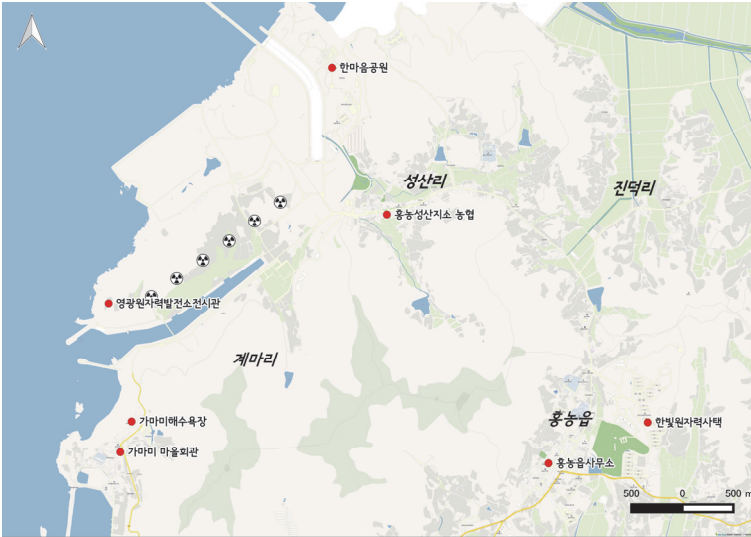 한마음공원
성산리
진덕리
홍농성산지소 농협
영광원자력발전소전시관
계마리
가마미해수욕장
홍농읍
한빛원자력사택
가마미 마을회관
홍농읍사무소
500 0 500 m